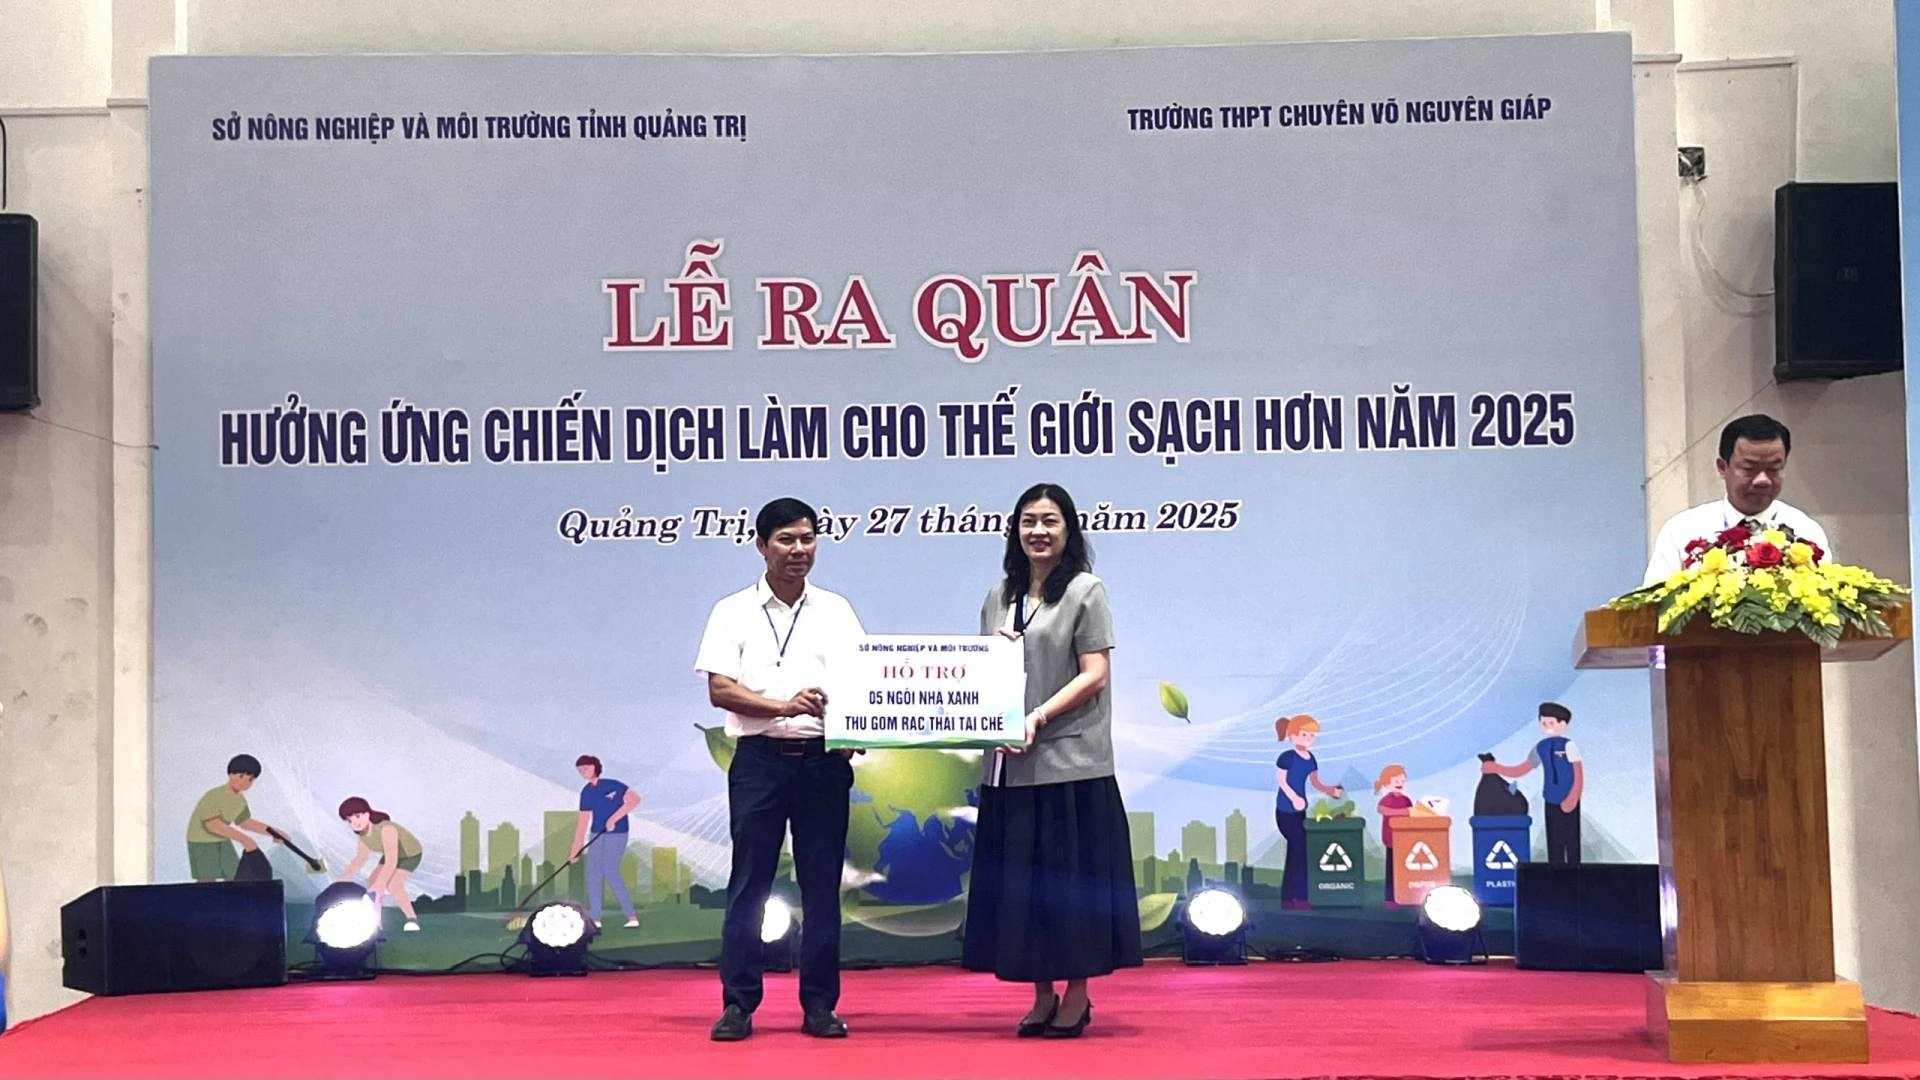 SỞ NÔNG NGHIỆP VÀ MÔI TRƯỜNG TỈNH QUẢNG TRỊ
TRƯỜNG THPT CHUYÊN VÕ NGUYÊN GIÁP
LỄ RA QUÂN
HƯỞNG ỨNG CHIẾN DỊCH LÀM CHO THẾ GIỚI SẠCH HƠN NĂM 2025
Quảng Trị, 27 năm 2025
SỞ NÔNG NGHIỆP VÀ MÔI TRƯỜNG
HỖ TRỢ
05 NGÔI NHÀ XANH
THU GOM RÁC THẢI TÁI CHẾ
ORGANIC
PAPER